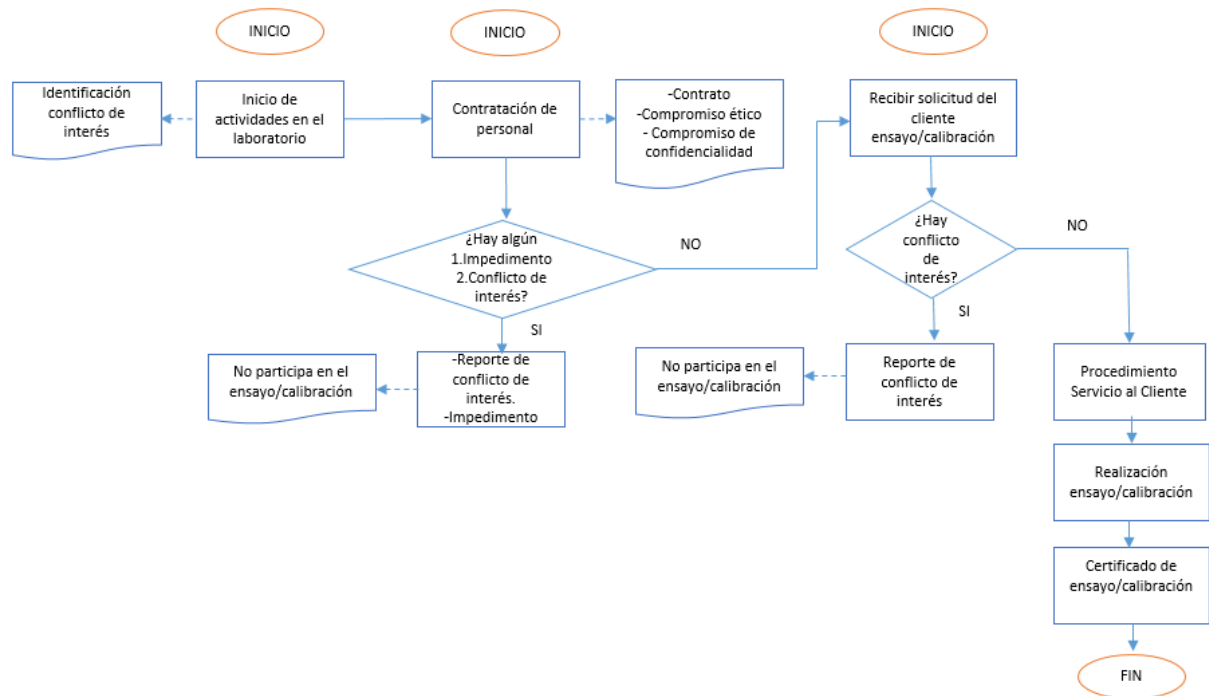 INICIO
INICIO
INICIO
Identificación
conflicto de
interés
Inicio de
actividades en el
laboratorio
Contratación de
personal
-Contrato
-Compromiso ético
- Compromiso de
confidencialidad
Recibir solicitud del
cliente
ensayo/calibración
¿Hay algún
1.Impedimento
2.Conflicto de
interés?
NO
¿Hay
conflicto
de
interés?
NO
SI
SI
No participa en el
ensayo/calibración
-Reporte de
conflicto de
interés.
-Impedimento
No participa en el
ensayo/calibración
Reporte de
conflicto de
interés
Procedimiento
Servicio al Cliente
Realización
ensayo/calibración
Certificado de
ensayo/calibración
FIN